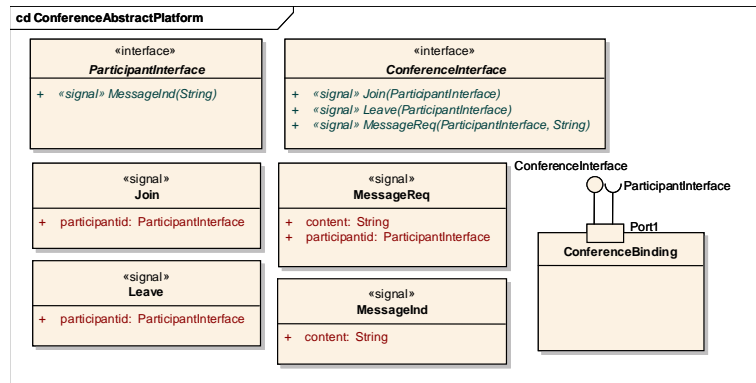 cd ConferenceAbstractPlatform
«interface»
ParticipantInterface
+ «signal» MessageInd(String)
«interface»
ConferenceInterface
+ «signal» Join(ParticipantInterface)
+ «signal» Leave(ParticipantInterface)
+ «signal» MessageReq(ParticipantInterface, String)
«signal»
Join
+ participantid: ParticipantInterface
«signal»
MessageReq
+ content: String
+ participantid: ParticipantInterface
ConferenceInterface
ParticipantInterface
Port1
ConferenceBinding
«signal»
Leave
+ participantid: ParticipantInterface
«signal»
MessageInd
+ content: String